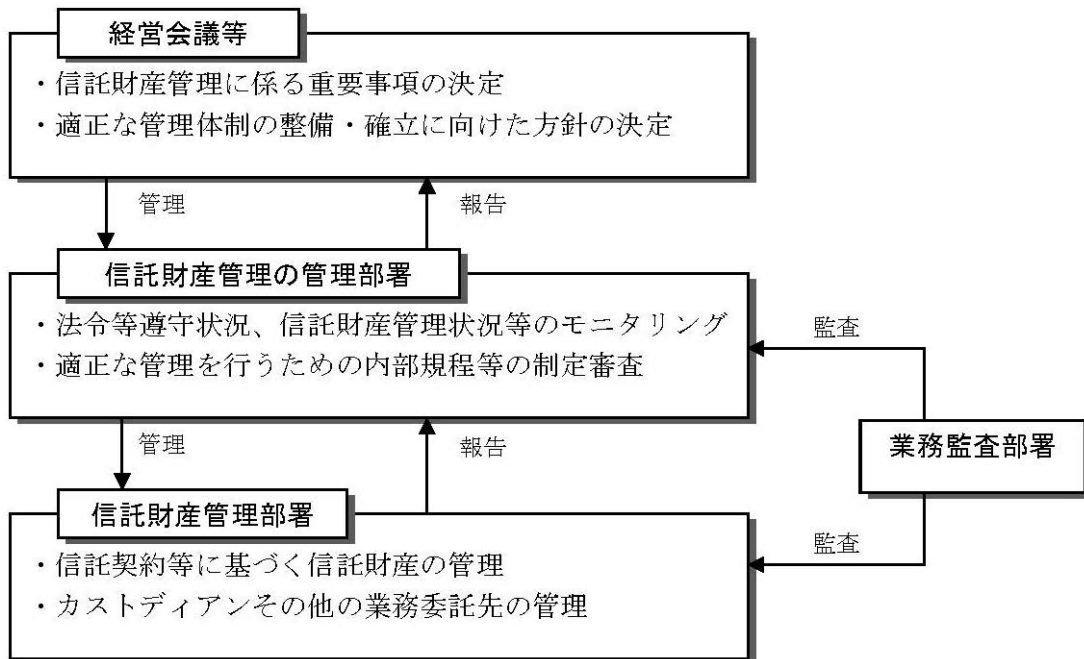 経営会議等
・信託財産管理に係る重要事項の決定
・適正な管理体制の整備・確立に向けた方針の決定
管理
報告
信託財産管理の管理部署
・法令等遵守状況、信託財産管理状況等のモニタリング
・適正な管理を行うための内部規程等の制定審査
監査
管理
報告
業務監査部署
信託財産管理部署
・信託契約等に基づく信託財産の管理
・カストディアンその他の業務委託先の管理
監査